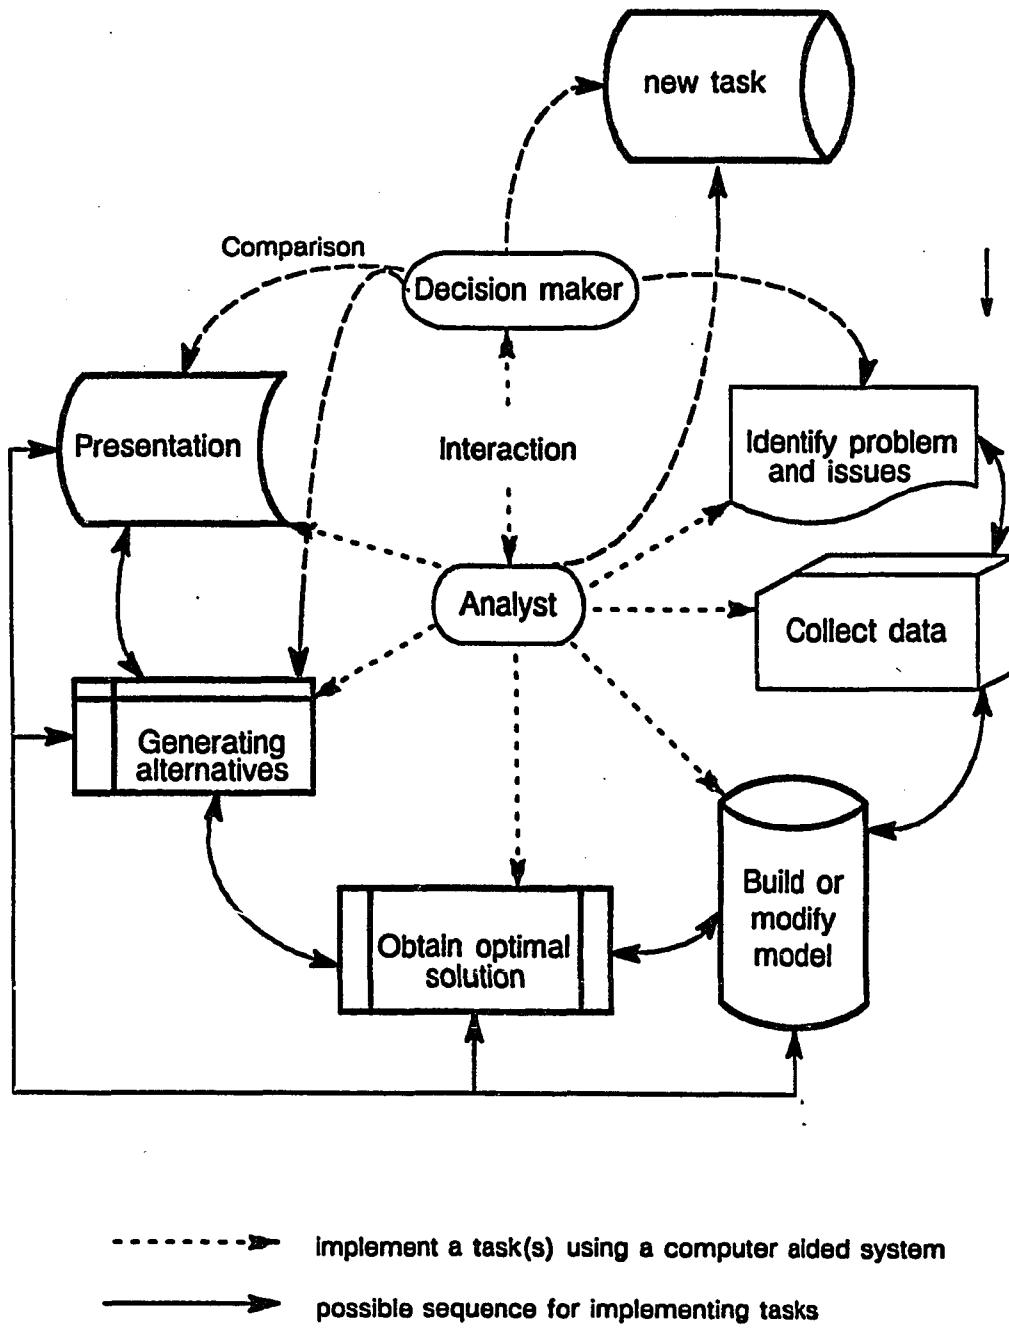 new task
Comparison
Decision maker
Presentation
Interaction
Identify problem
and issues
Analyst
Collect data
Generating
alternatives
Build or
modify
model
Obtain optimal
solution
implement a task(s) using a computer aided system
possible sequence for implementing tasks